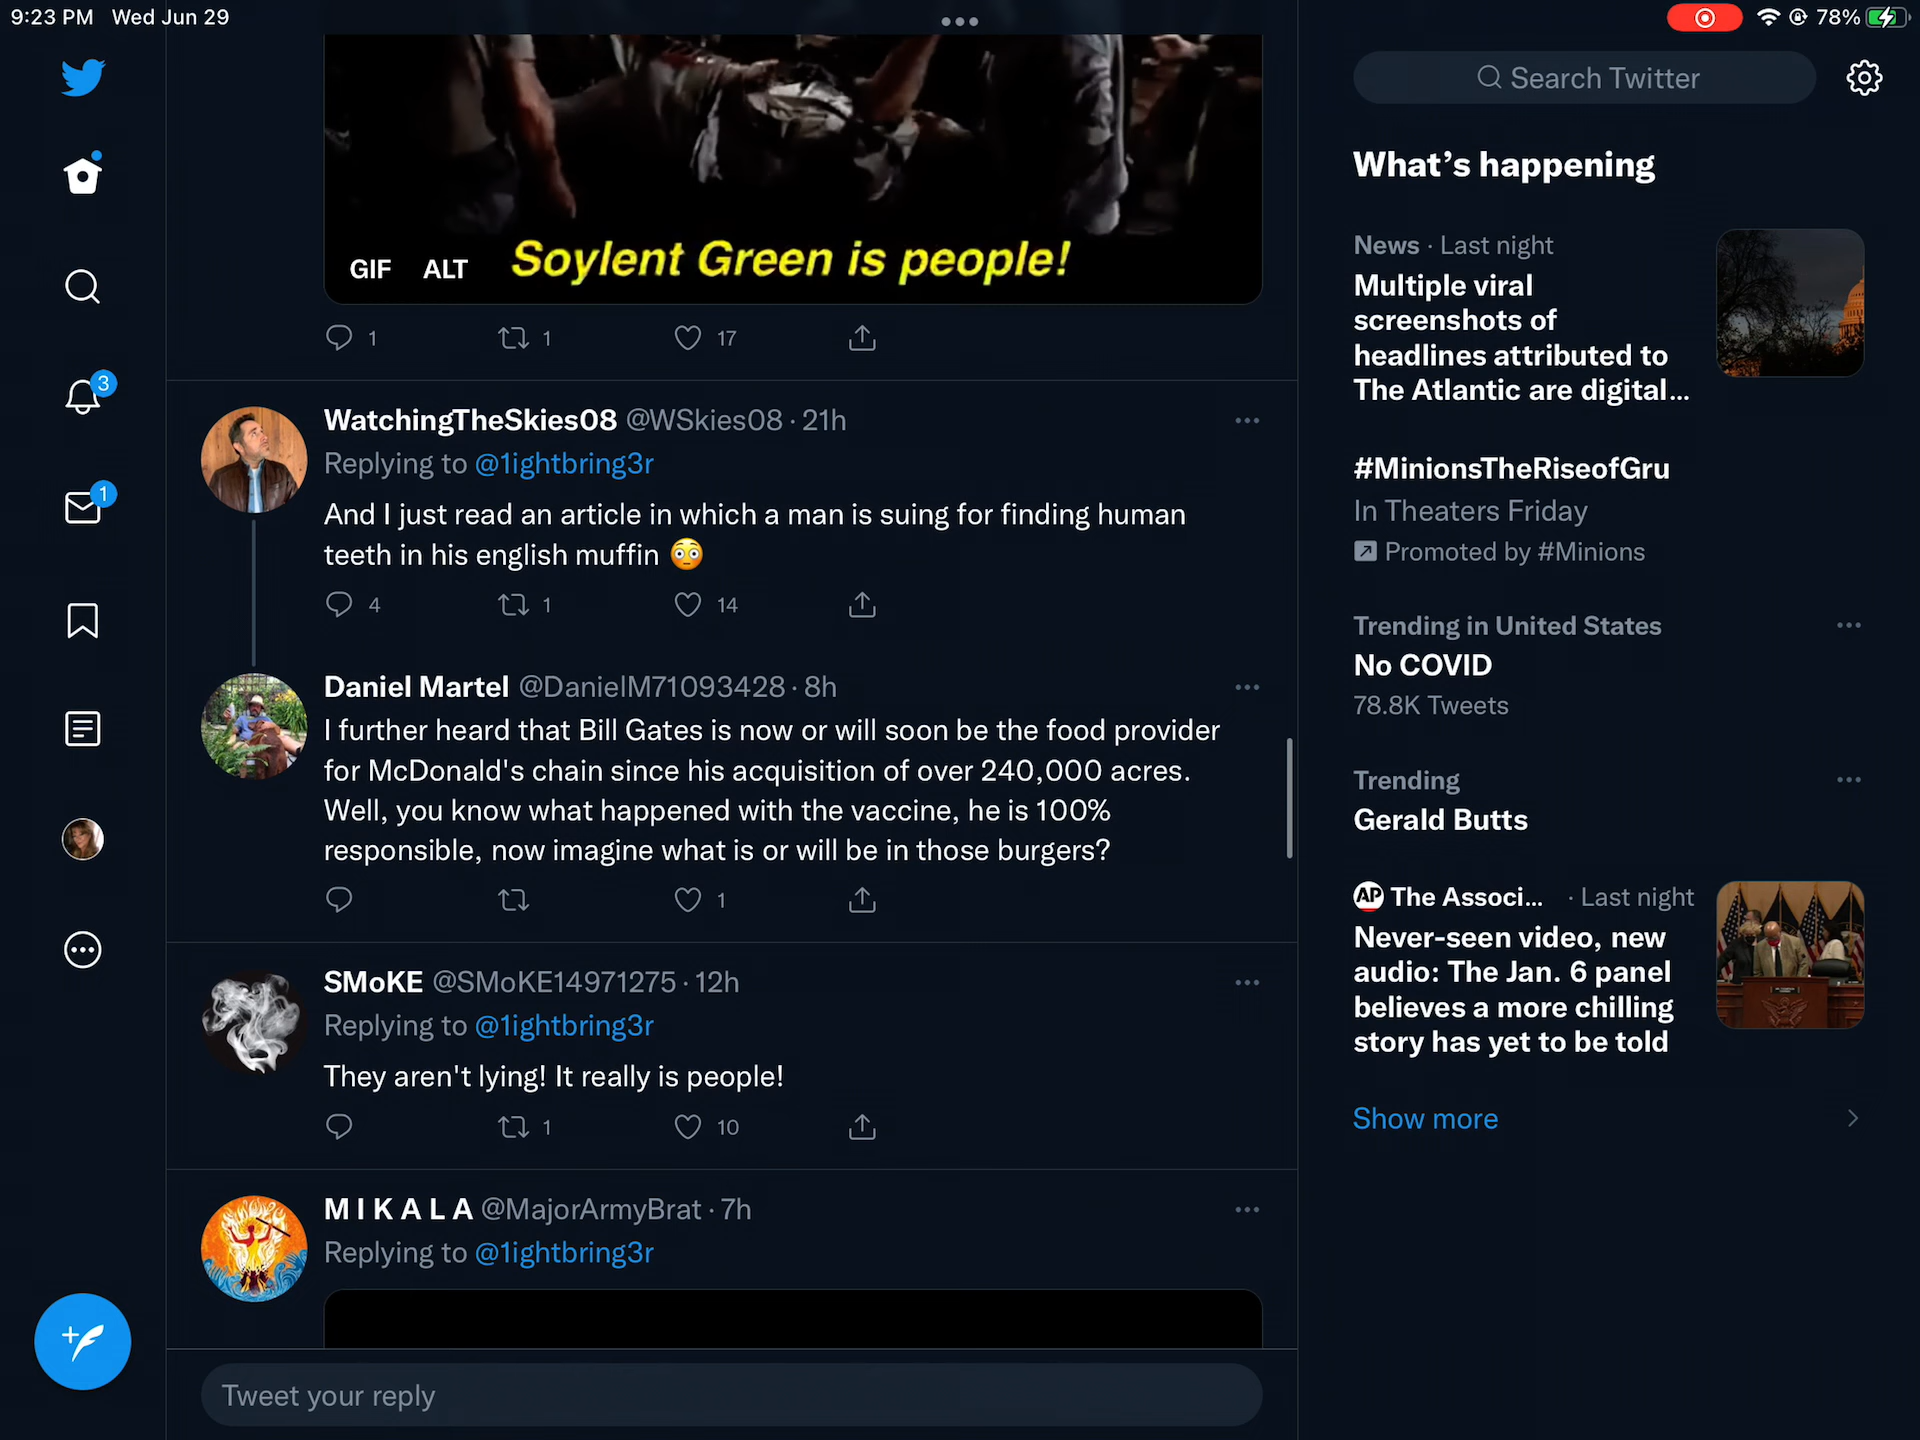 9:23 PM Wed Jun 29
78%
Soylent Green is people!
GIF ALT
1 1 17
WatchingTheSkies08 @WSkies08 · 21h
Replying to @1ightbring3r
And I just read an article in which a man is suing for finding human
teeth in his english muffin 😳
4 1 14
Daniel Martel @DanielM71093428 · 8h
I further heard that Bill Gates is now or will soon be the food provider
for McDonald's chain since his acquisition of over 240,000 acres.
Well, you know what happened with the vaccine, he is 100%
responsible, now imagine what is or will be in those burgers?
1
SMoKE @SMoKE14971275 · 12h
Replying to @1ightbring3r
They aren't lying! It really is people!
1 10
M I K A L A @MajorArmyBrat · 7h
Replying to @1ightbring3r
Tweet your reply
3
1
Search Twitter
What's happening
News · Last night
Multiple viral
screenshots of
headlines attributed to
The Atlantic are digital...
#MinionsTheRiseofGru
In Theaters Friday
Promoted by #Minions
Trending in United States
No COVID
78.8K Tweets
Trending
Gerald Butts
AP The Associ... · Last night
Never-seen video, new
audio: The Jan. 6 panel
believes a more chilling
story has yet to be told
Show more